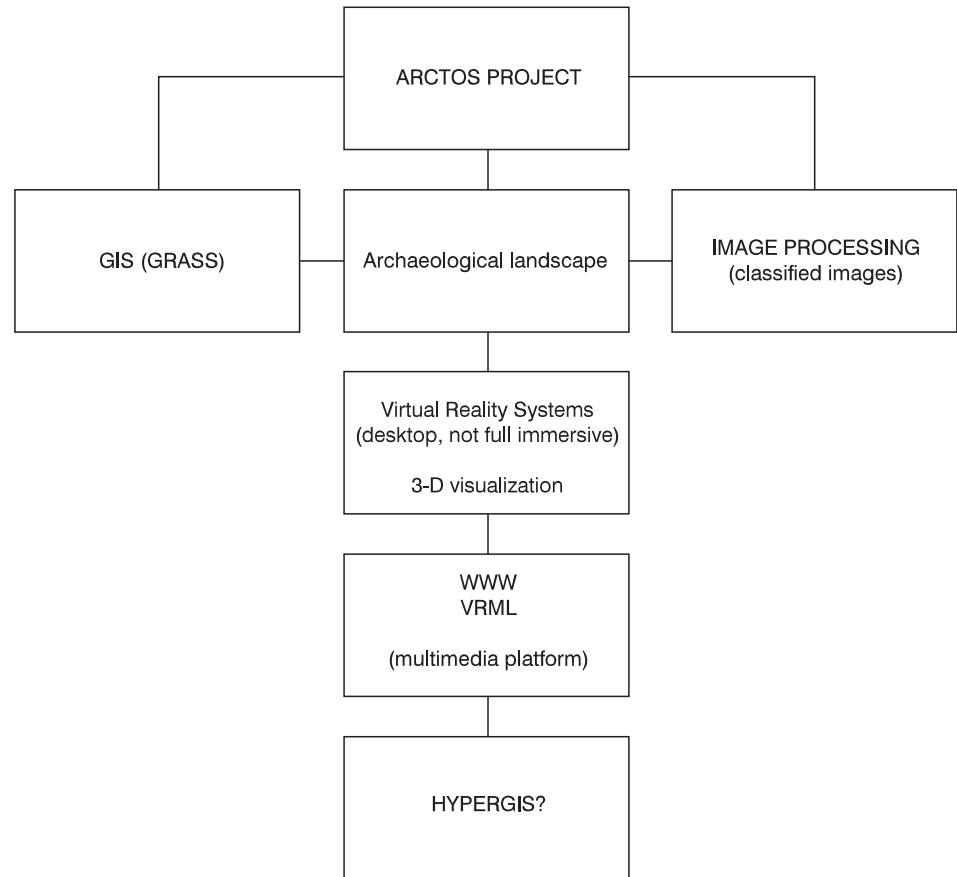 ARCTOS PROJECT
GIS (GRASS)
Archaeological landscape
IMAGE PROCESSING
(classified images)
Virtual Reality Systems
(desktop, not full immersive)
3-D visualization
WWW
VRML
(multimedia platform)
HYPERGIS?